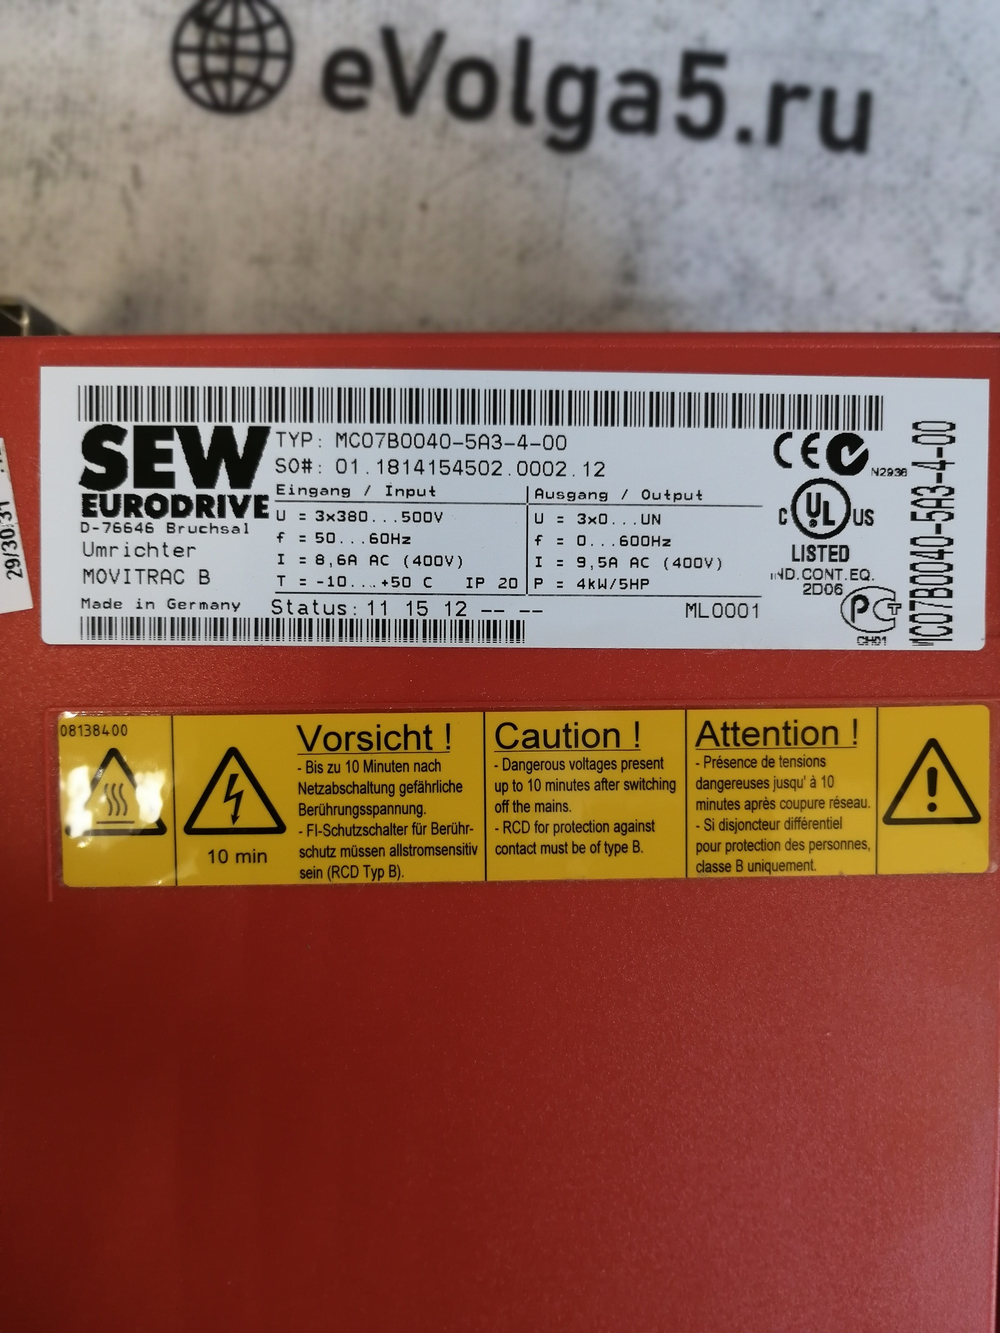 eVolga5.ru
SEW
EURODRIVE
D-76646 Bruchsal
Umrichter
MOVITRAC B
Made in Germany
TYP: MC07B0040-5A3-4-00
SO#: 01.1814154502.0002.12
Eingang / Input
U = 3x380...500V
f = 50...60Hz
I = 8,6A AC (400V)
T = -10...+50 C IP 20
Ausgang / Output
U = 3x0...UN
f = 0...600Hz
I = 9,5A AC (400V)
P = 4kW/5HP
Status: 11 15 12 -- --
ML0001
CE
N2936
C UL US
LISTED
IND.CONT.EQ.
2D06
PCT
CH01
MC07B0040-5A3-4-00
29/30
08138400
10 min
Vorsicht !
- Bis zu 10 Minuten nach
Netzabschaltung gefährliche
Berührungsspannung.
- FI-Schutzschalter für Berühr-
schutz müssen allstromsensitiv
sein (RCD Typ B).
Caution !
- Dangerous voltages present
up to 10 minutes after switching
off the mains.
- RCD for protection against
contact must be of type B.
Attention !
- Présence de tensions
dangereuses jusqu' à 10
minutes après coupure réseau.
- Si disjoncteur différentiel
pour protection des personnes,
classe B uniquement.